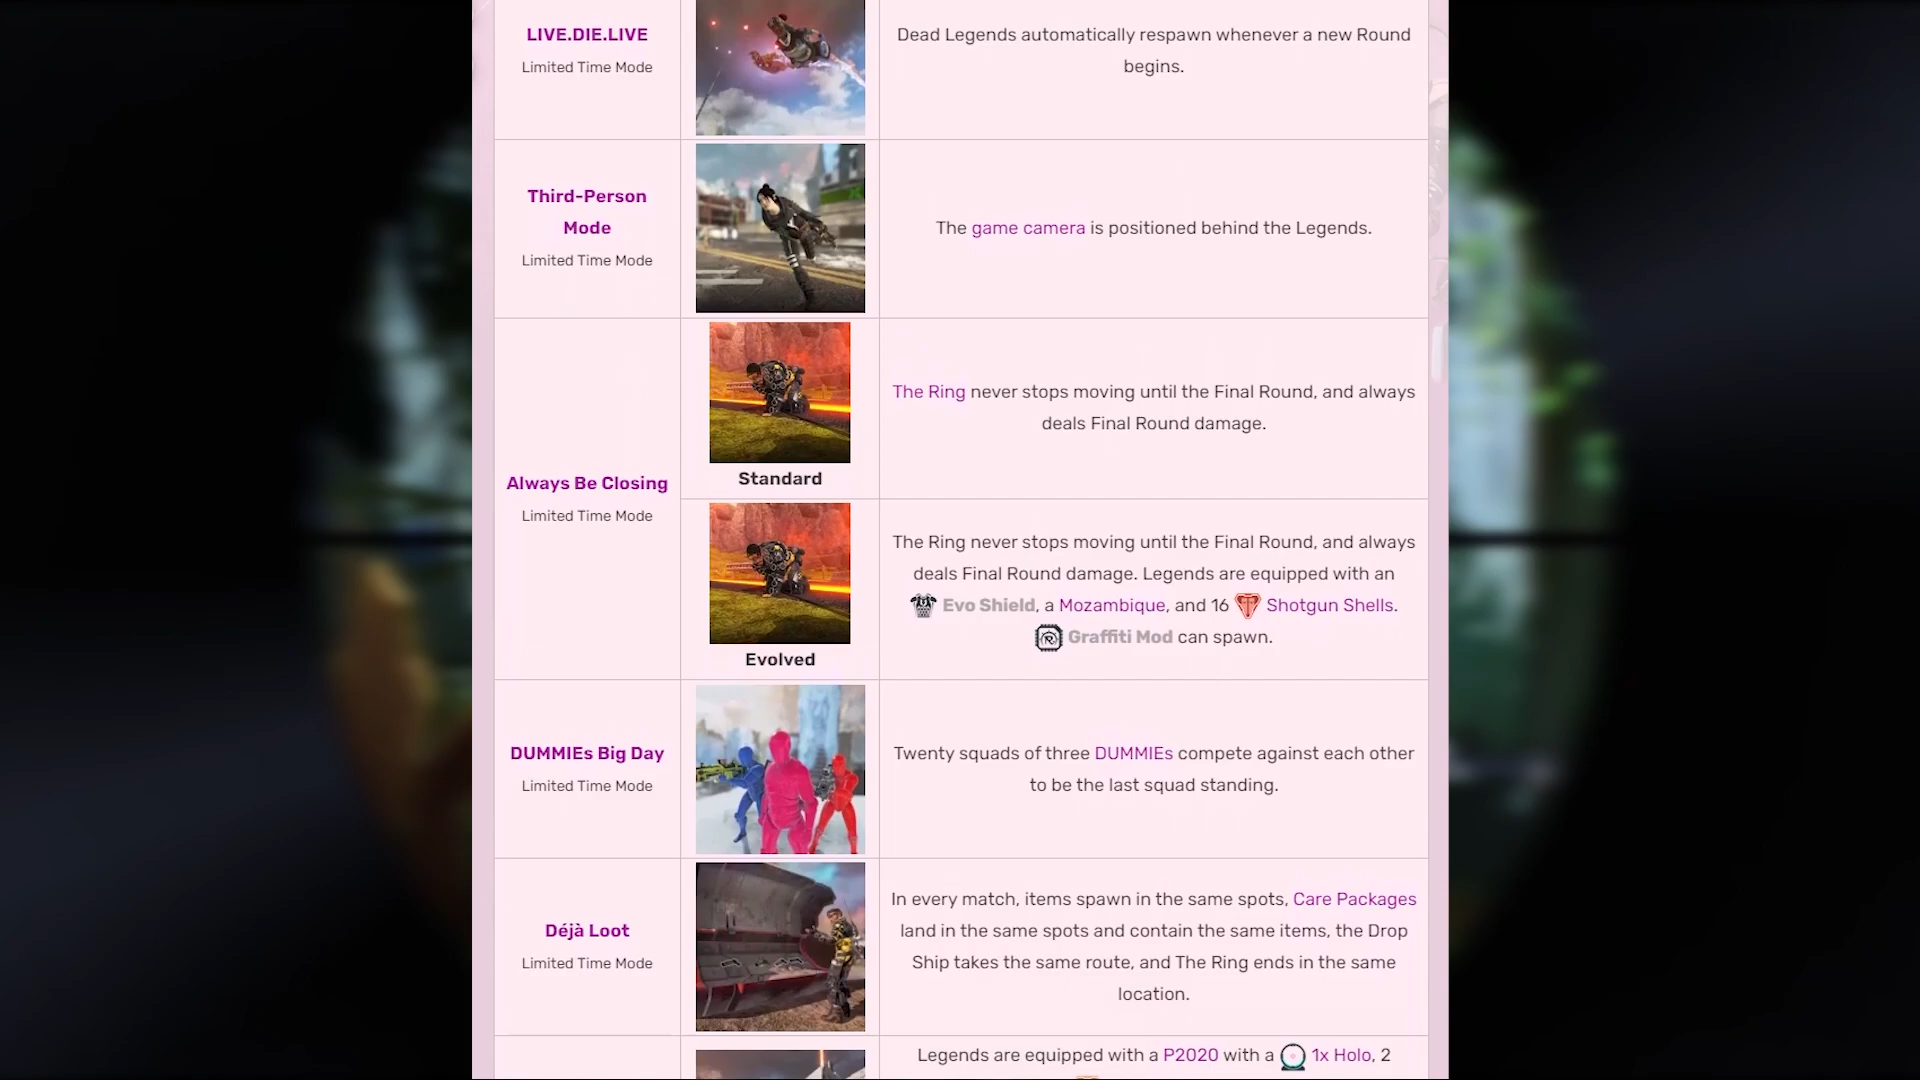 LIVE.DIE.LIVE
Limited Time Mode
Dead Legends automatically respawn whenever a new Round
begins.
Third-Person
Mode
Limited Time Mode
The game camera is positioned behind the Legends.
Always Be Closing
Limited Time Mode
Standard
The Ring never stops moving until the Final Round, and always
deals Final Round damage.
Evolved
The Ring never stops moving until the Final Round, and always
deals Final Round damage. Legends are equipped with an
Evo Shield, a Mozambique, and 16 Shotgun Shells.
Graffiti Mod can spawn.
DUMMIEs Big Day
Limited Time Mode
Twenty squads of three DUMMIEs compete against each other
to be the last squad standing.
Déjà Loot
Limited Time Mode
In every match, items spawn in the same spots, Care Packages
land in the same spots and contain the same items, the Drop
Ship takes the same route, and The Ring ends in the same
location.
Legends are equipped with a P2020 with a 1x Holo, 2